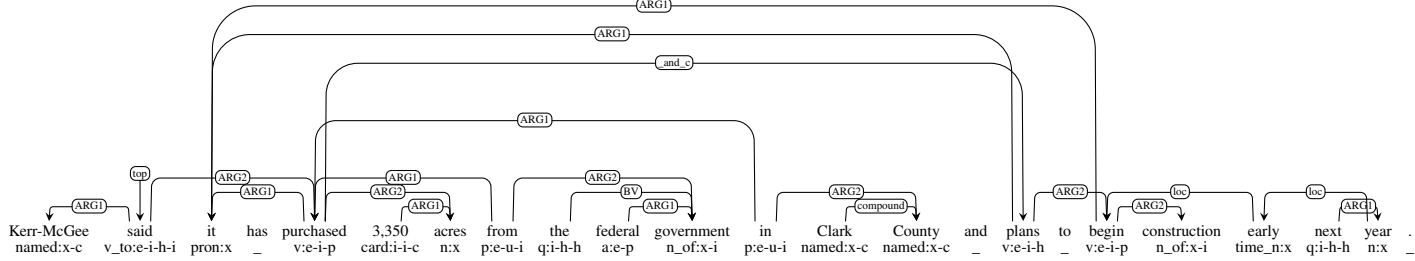 ARG1
ARG1
_and_c
ARG1
top
ARG2 ARG1 ARG2 ARG2 ARG2 loc loc
ARG1 ARG2 BV
ARG1 ARG1 ARG1 compound ARG2 ARG1
Kerr-McGee said it has purchased 3,350 acres from the federal government in Clark County and plans to begin construction early next year .
named:x-c v_to:e-i-h-i pron:x _ v:e-i-p card:i-i-c n:x p:e-u-i q:i-h-h a:e-p n_of:x-i p:e-u-i named:x-c named:x-c _ v:e-i-h _ v:e-i-p n_of:x-i time_n:x q:i-h-h n:x _